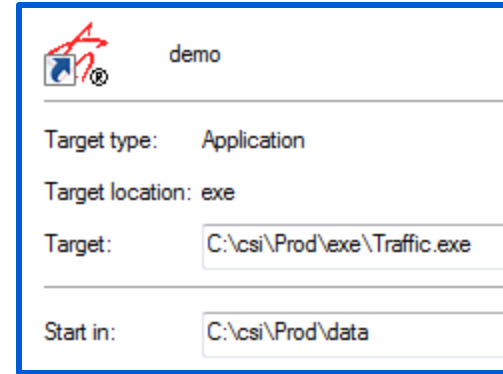 demo
Target type: Application
Target location: exe
Target: C:\csi\Prod\exe\Traffic.exe
Start in: C:\csi\Prod\data